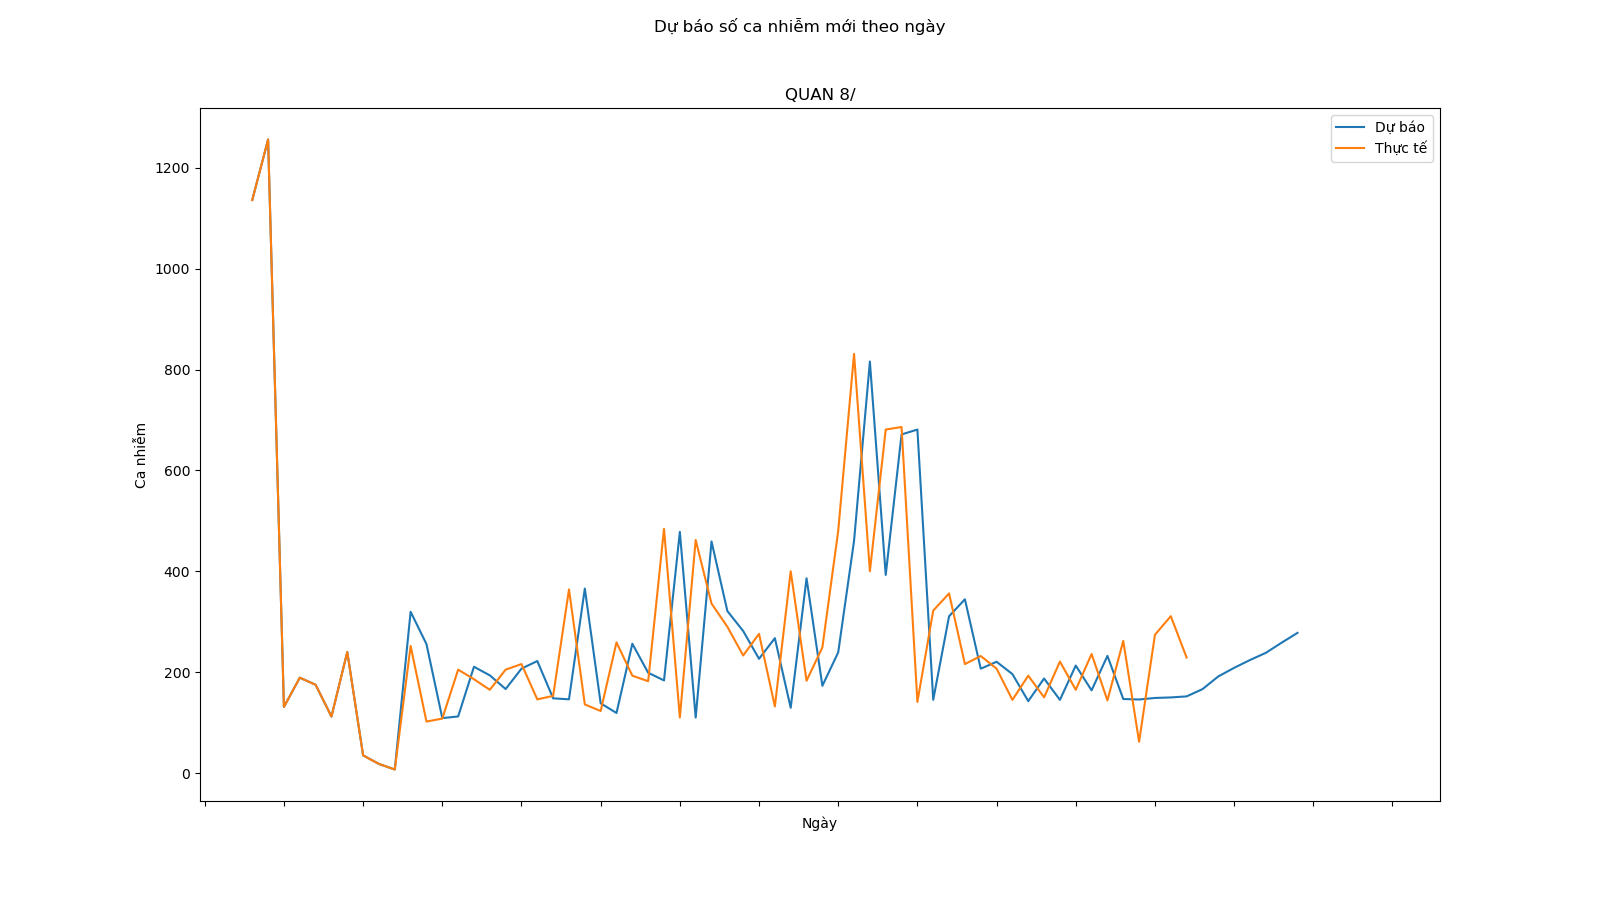 Dự báo số ca nhiễm mới theo ngày
QUAN 8/
Dự báo
Thực tế
1200
1000
800
600
400
200
0
Ca nhiễm
Ngày